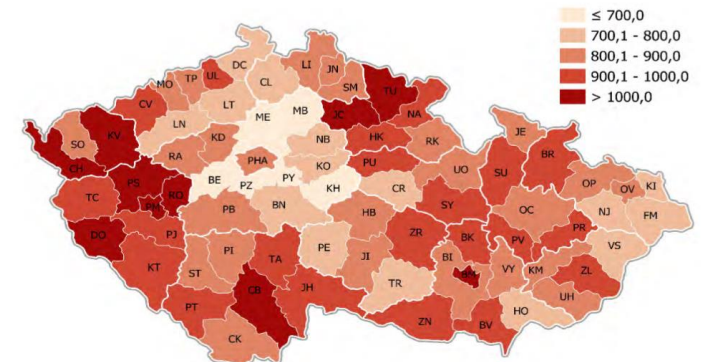 ≤ 700,0
700,1 - 800,0
800,1 - 900,0
900,1 - 1000,0
> 1000,0
DC
LI
JN
TP
UL
CL
SM
TU
MO
CV
LT
MB
JC
NA
ME
LN
SO
KV
KD
NB
HK
RK
JE
RA
PHA
PU
BR
CH
KO
BE
PY
UO
SU
PS
RO
PZ
KH
CR
OP
OV
KI
TC
PM
PB
BN
SY
OC
NJ
FM
HB
DO
PJ
ZR
BK
PV
PR
VS
PE
KT
PI
TA
JI
BI
BM
VY
KM
ZL
ST
TR
CB
JH
UH
PT
HO
ZN
BV
CK